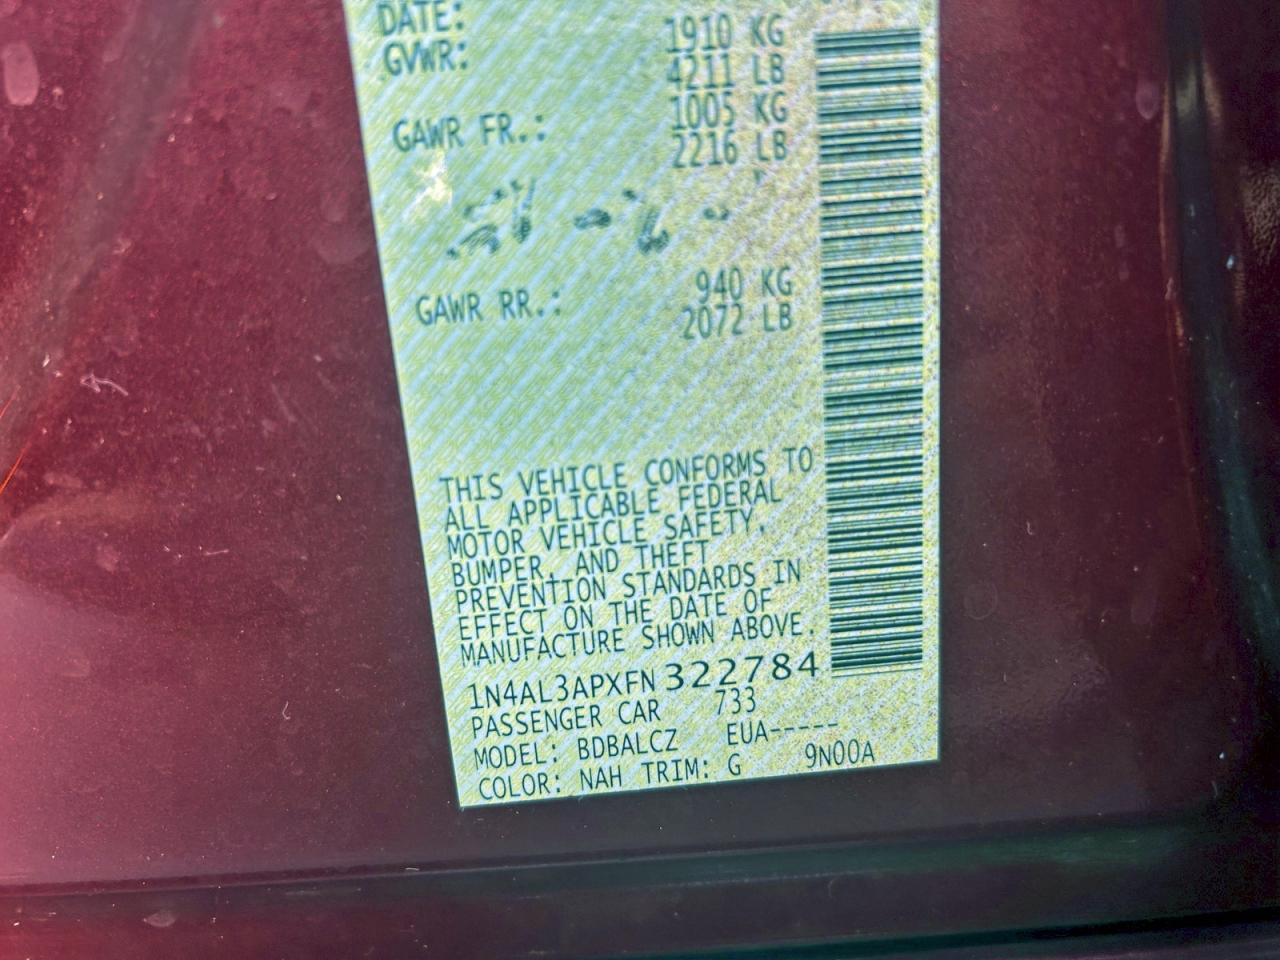 DATE:
GVWR: 1910 KG
4211 LB
GAWR FR.: 1005 KG
2216 LB
GAWR RR.: 940 KG
2072 LB
THIS VEHICLE CONFORMS TO
ALL APPLICABLE FEDERAL
MOTOR VEHICLE SAFETY,
BUMPER, AND THEFT
PREVENTION STANDARDS IN
EFFECT ON THE DATE OF
MANUFACTURE SHOWN ABOVE.
1N4AL3APXFN322784
PASSENGER CAR 733
MODEL: BDBALCZ EUA-----
COLOR: NAH TRIM: G 9N00A